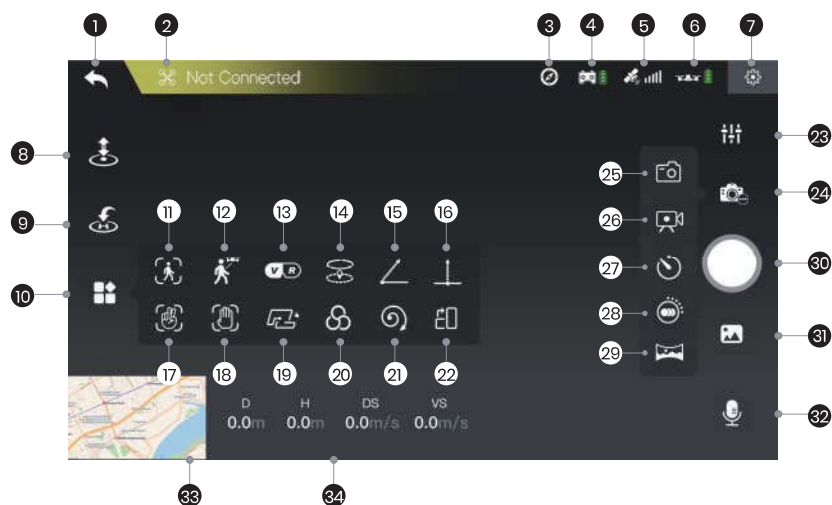 1 2 3 4 5 6 7
Not Connected
8 23
25 24
9 11 12 13 14 15 16 26
V R
27 30
10 28
17 18 19 20 21 22 29 31
D H DS VS
0.0m 0.0m 0.0m/s 0.0m/s
32
33 34